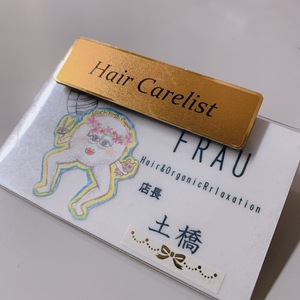 Hair Carelist
FRAU
Hair&OrganicRrlaxation
店長
土橋